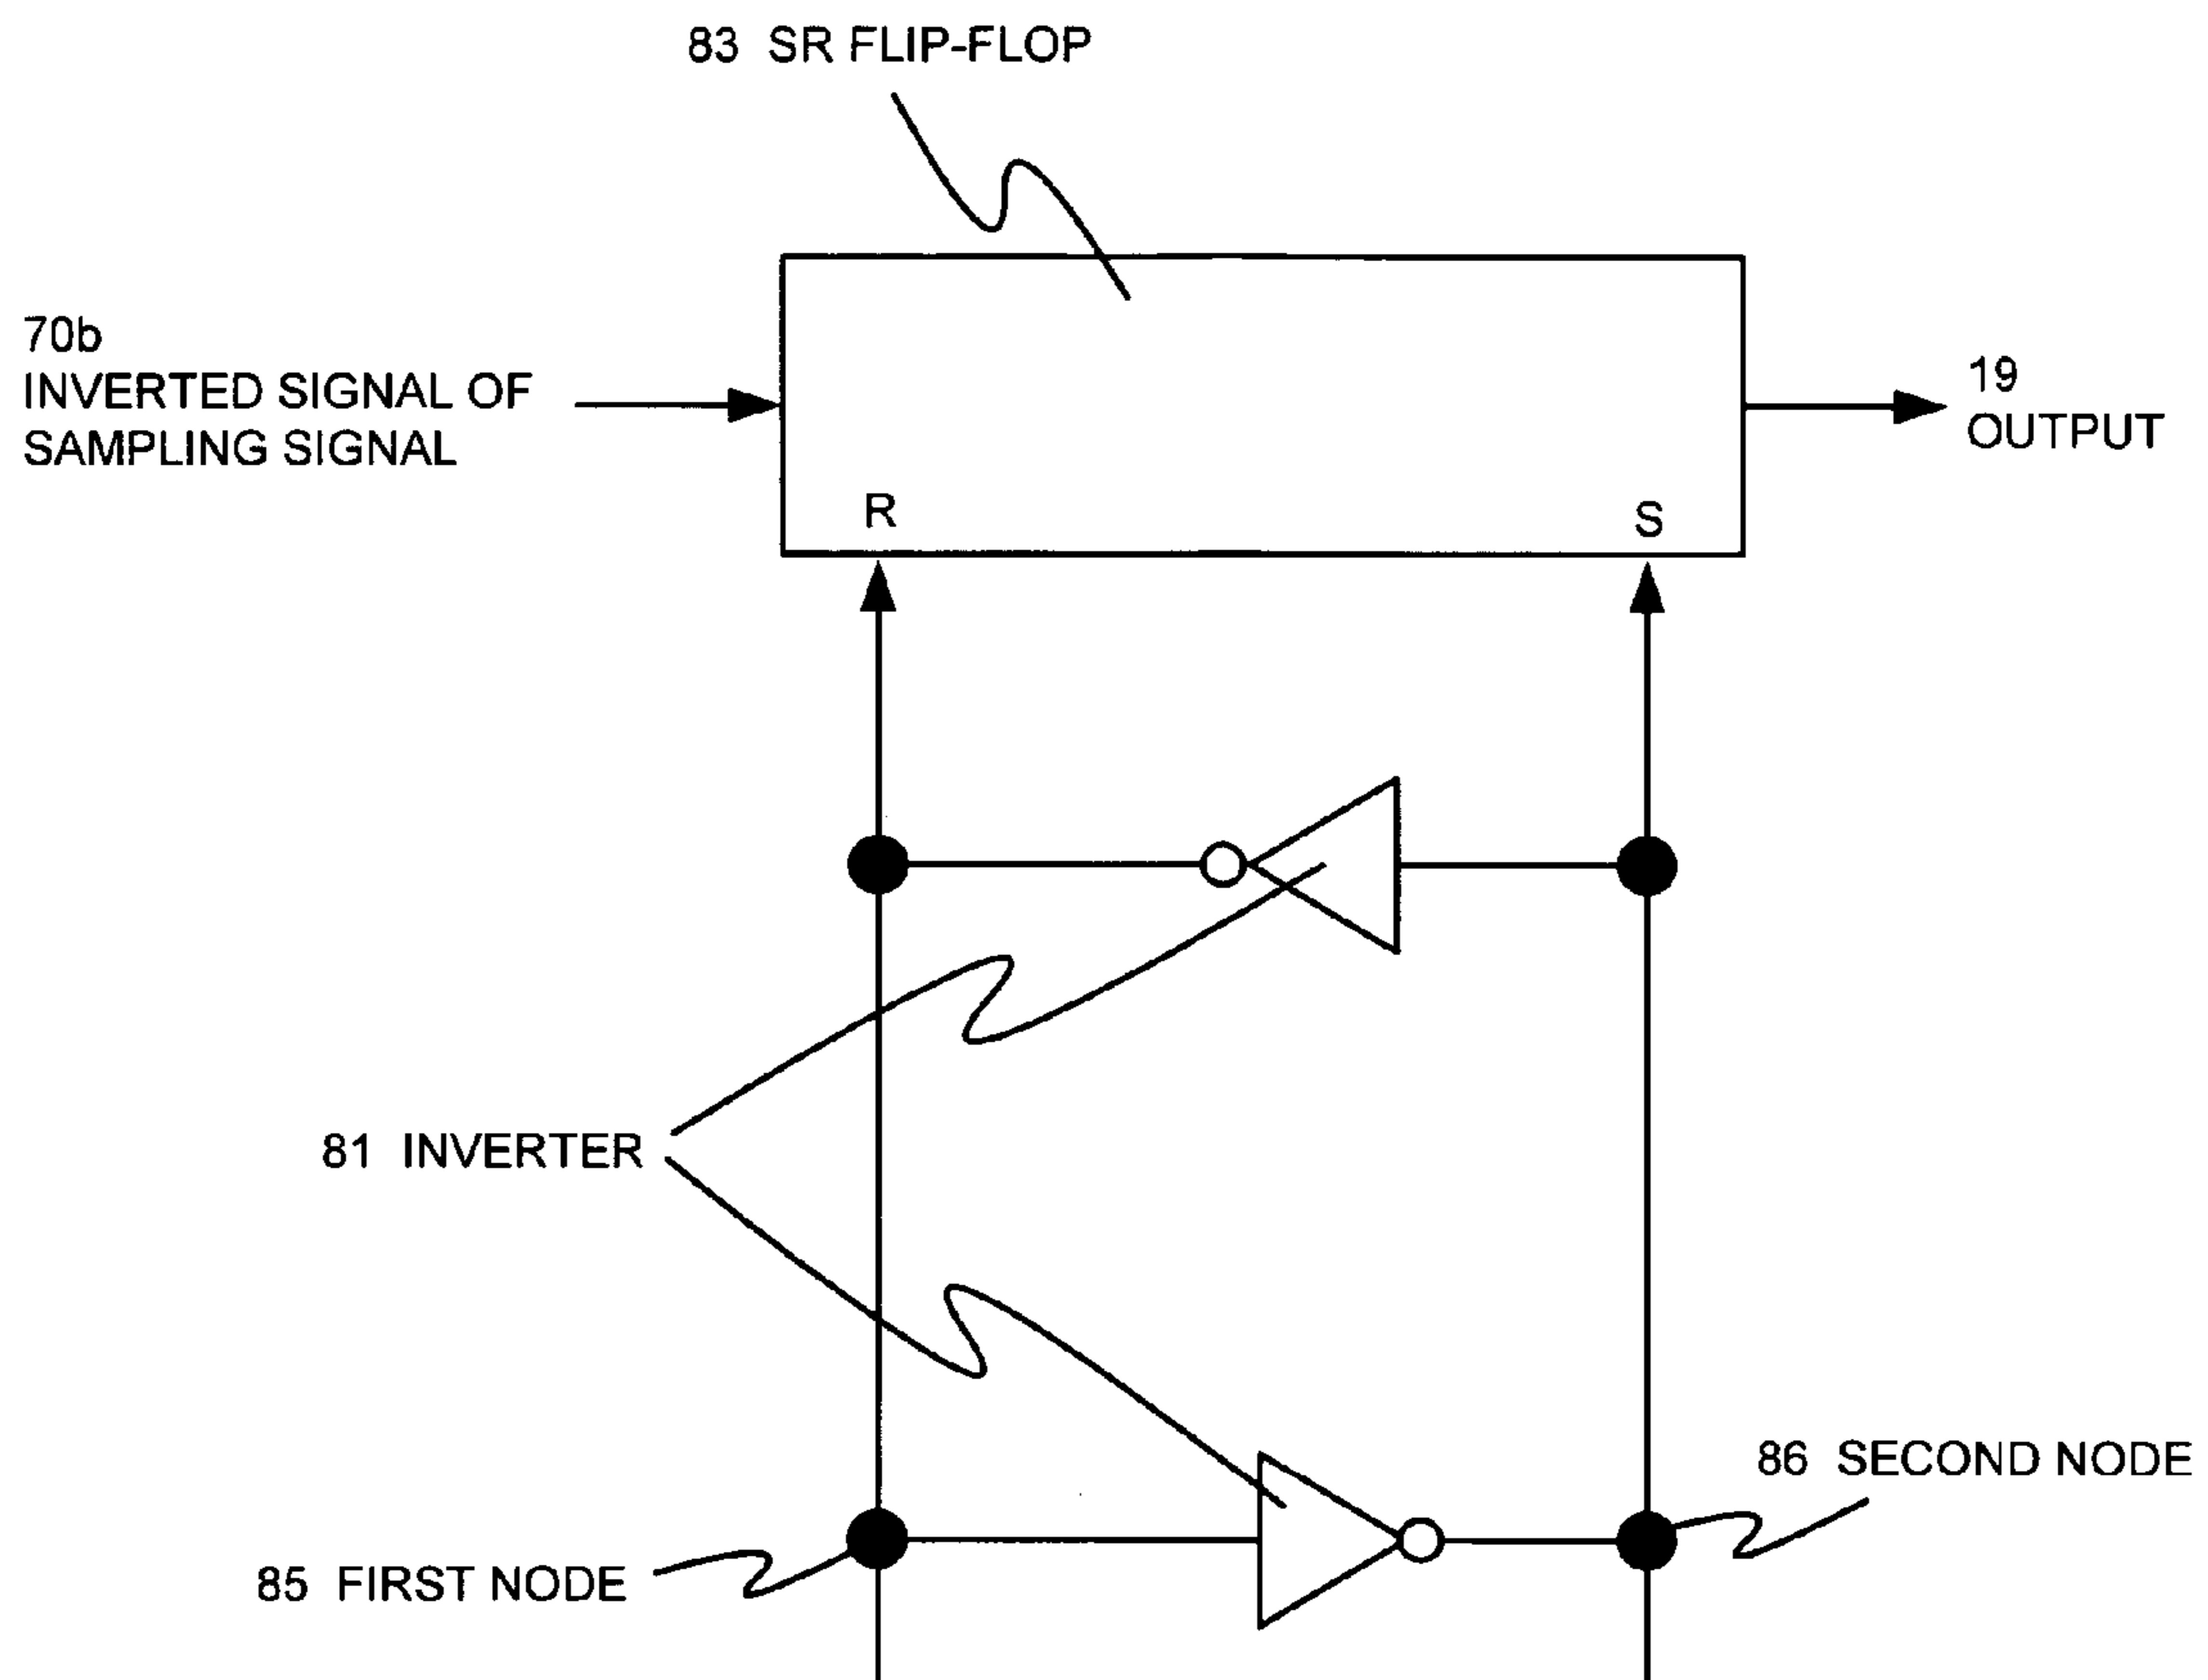 83 SR FLIP-FLOP
70b
INVERTED SIGNAL OF
SAMPLING SIGNAL
19
OUTPUT
R
S
81 INVERTER
86 SECOND NODE
85 FIRST NODE